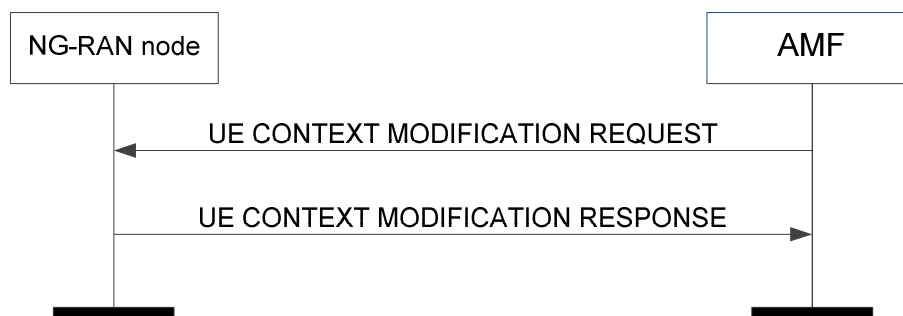 NG-RAN node
AMF
UE CONTEXT MODIFICATION REQUEST
UE CONTEXT MODIFICATION RESPONSE